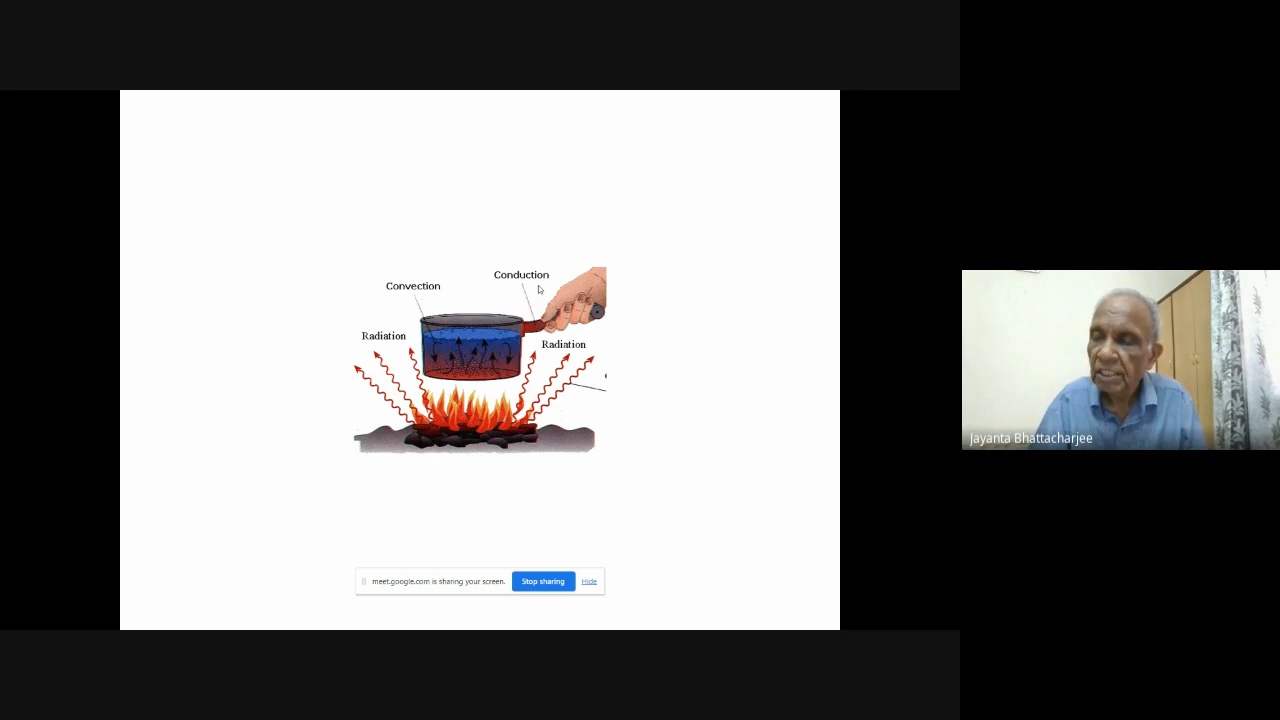 Conduction
Convection
Radiation
Radiation
meet.google.com is sharing your screen. Stop sharing Hide
Jayanta Bhattacharjee